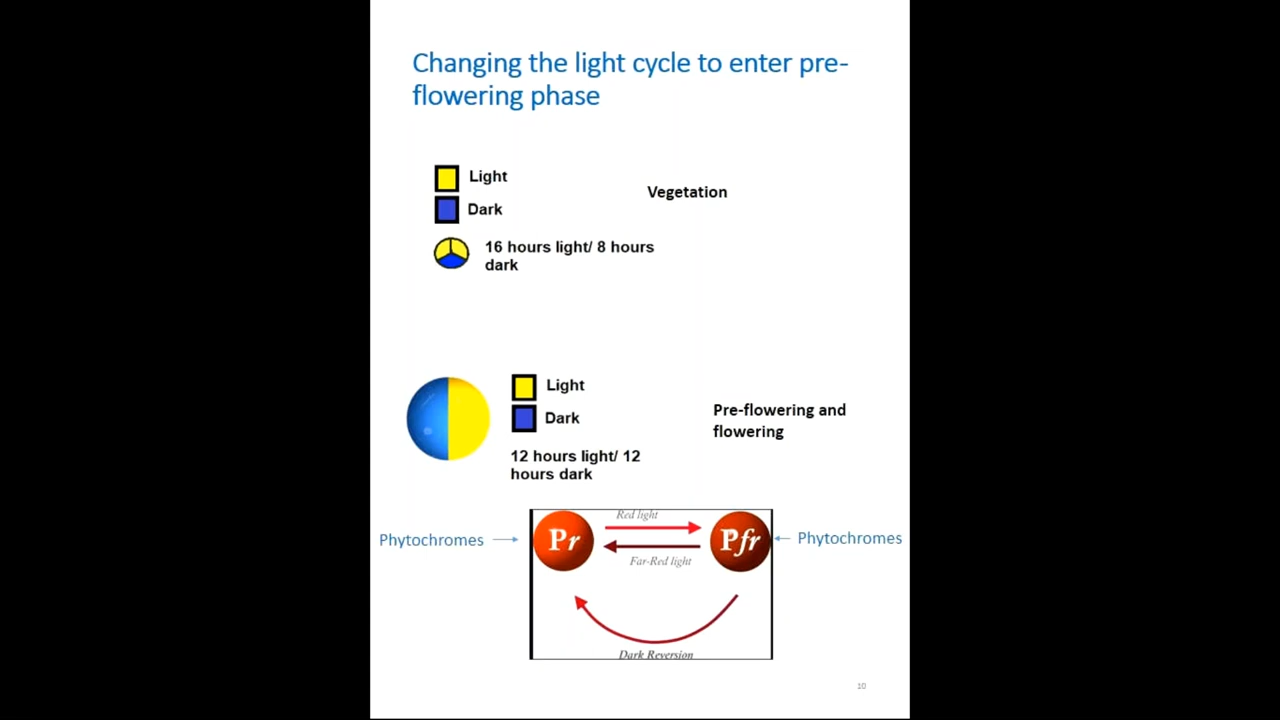 Changing the light cycle to enter pre-
flowering phase
Light
Vegetation
Dark
16 hours light/ 8 hours
dark
Light
Dark
Pre-flowering and
flowering
12 hours light/ 12
hours dark
Red light
Phytochromes
Pr
Pfr
Phytochromes
Far-Red light
Dark Reversion
10